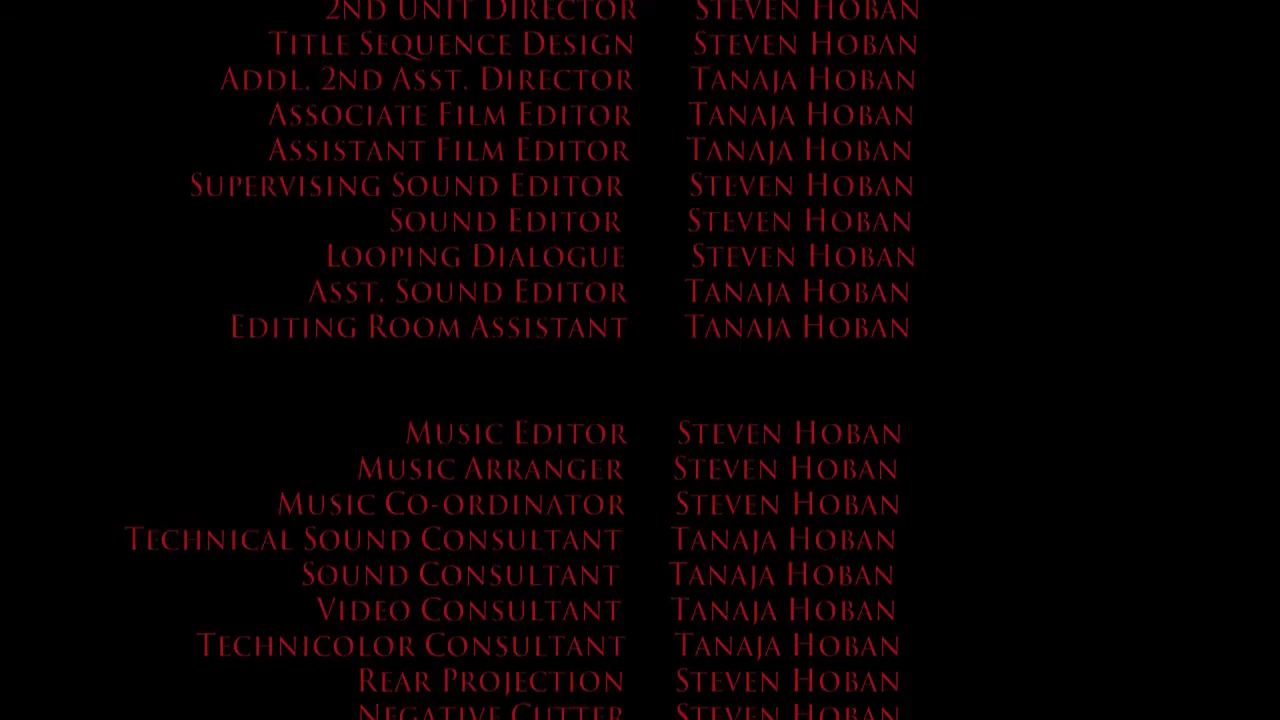 2ND UNIT DIRECTOR STEVEN HOBAN
TITLE SEQUENCE DESIGN STEVEN HOBAN
ADDL. 2ND ASST. DIRECTOR TANAJA HOBAN
ASSOCIATE FILM EDITOR TANAJA HOBAN
ASSISTANT FILM EDITOR TANAJA HOBAN
SUPERVISING SOUND EDITOR STEVEN HOBAN
SOUND EDITOR STEVEN HOBAN
LOOPING DIALOGUE STEVEN HOBAN
ASST. SOUND EDITOR TANAJA HOBAN
EDITING ROOM ASSISTANT TANAJA HOBAN
MUSIC EDITOR STEVEN HOBAN
MUSIC ARRANGER STEVEN HOBAN
MUSIC CO-ORDINATOR STEVEN HOBAN
TECHNICAL SOUND CONSULTANT TANAJA HOBAN
SOUND CONSULTANT TANAJA HOBAN
VIDEO CONSULTANT TANAJA HOBAN
TECHNICOLOR CONSULTANT TANAJA HOBAN
REAR PROJECTION STEVEN HOBAN
NEGATIVE CUTTER STEVEN HOBAN